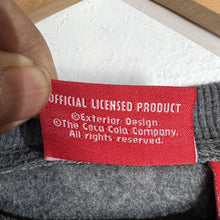 OFFICIAL LICENSED PRODUCT
©Exterior Design
©The Coca-Cola Company.
All rights reserved.